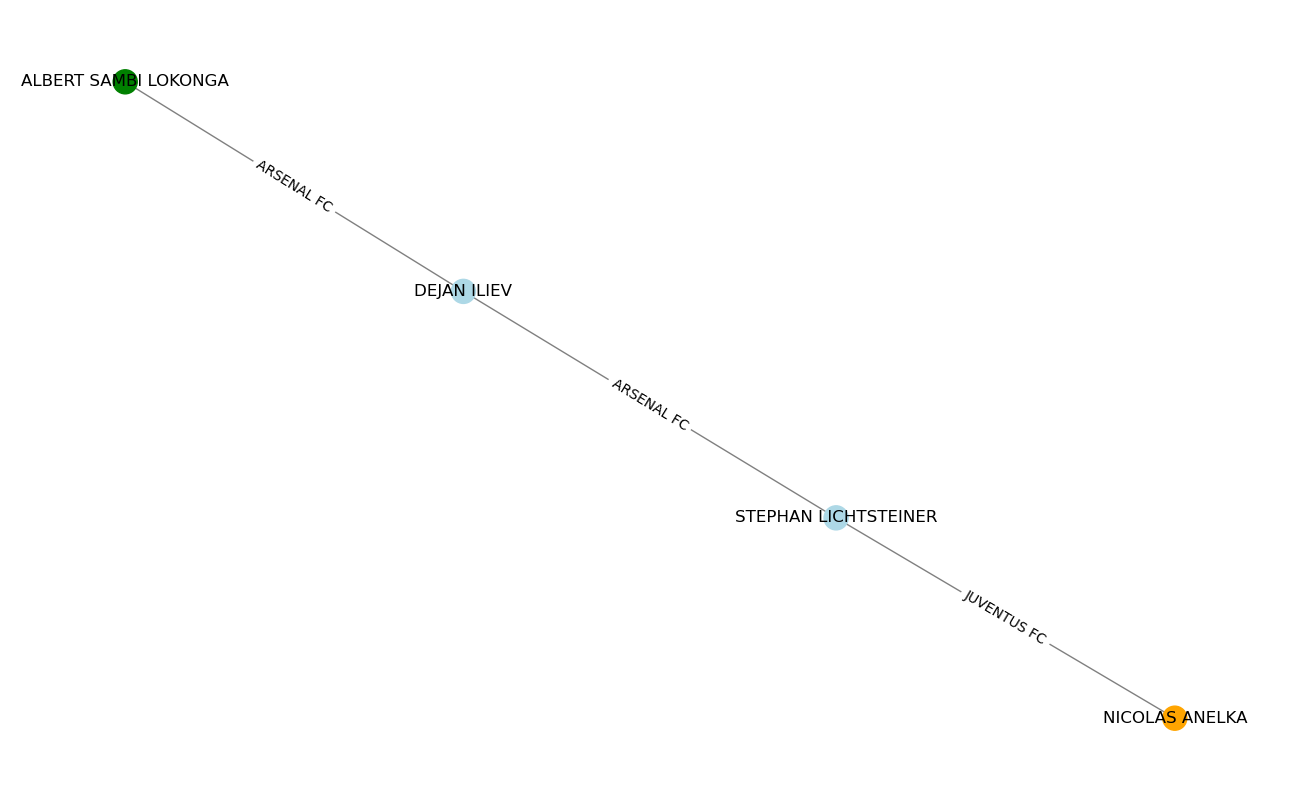 ALBERT SAMBI LOKONGA
ARSENAL FC
DEJAN ILIEV
ARSENAL FC
STEPHAN LICHTSTEINER
JUVENTUS FC
NICOLAS ANELKA